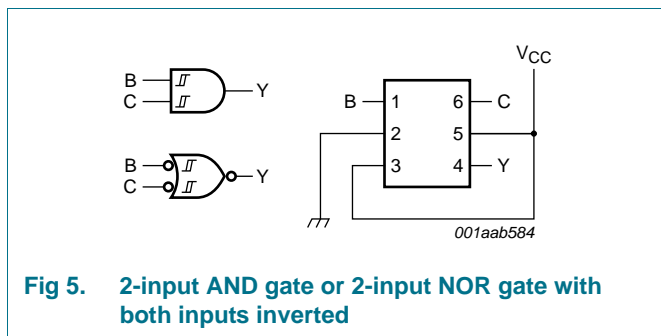 B
C
Y
B
C
Y
VCC
B 1 6 C
2 5
3 4 Y
001aab584
Fig 5. 2-input AND gate or 2-input NOR gate with
both inputs inverted